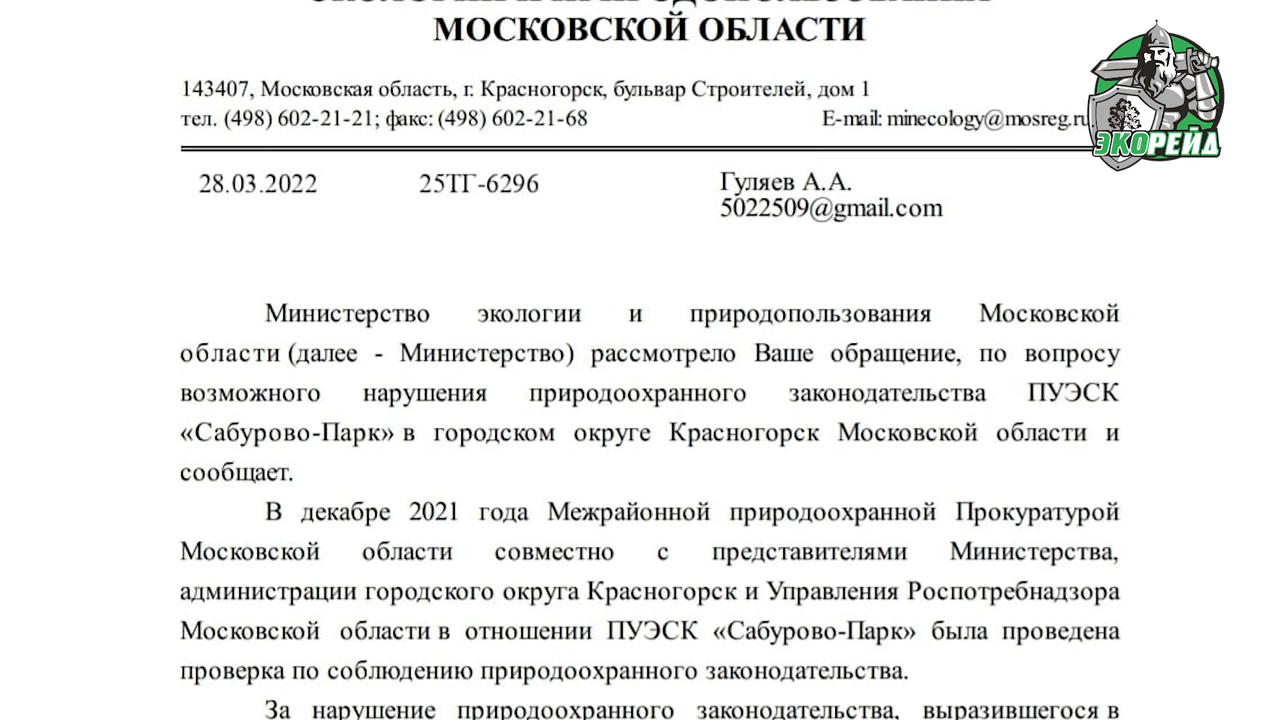 МОСКОВСКОЙ ОБЛАСТИ
143407, Московская область, г. Красногорск, бульвар Строителей, дом 1
тел. (498) 602-21-21; факс: (498) 602-21-68 E-mail: minecology@mosreg.ru
ЭКОРЕЙД
28.03.2022 25ТГ-6296 Гуляев А.А.
5022509@gmail.com
Министерство экологии и природопользования Московской
области (далее - Министерство) рассмотрело Ваше обращение, по вопросу
возможного нарушения природоохранного законодательства ПУЭСК
«Сабурово-Парк» в городском округе Красногорск Московской области и
сообщает.
В декабре 2021 года Межрайонной природоохранной Прокуратурой
Московской области совместно с представителями Министерства,
администрации городского округа Красногорск и Управления Роспотребнадзора
Московской области в отношении ПУЭСК «Сабурово-Парк» была проведена
проверка по соблюдению природоохранного законодательства.
За нарушение природоохранного законодательства, выразившегося в